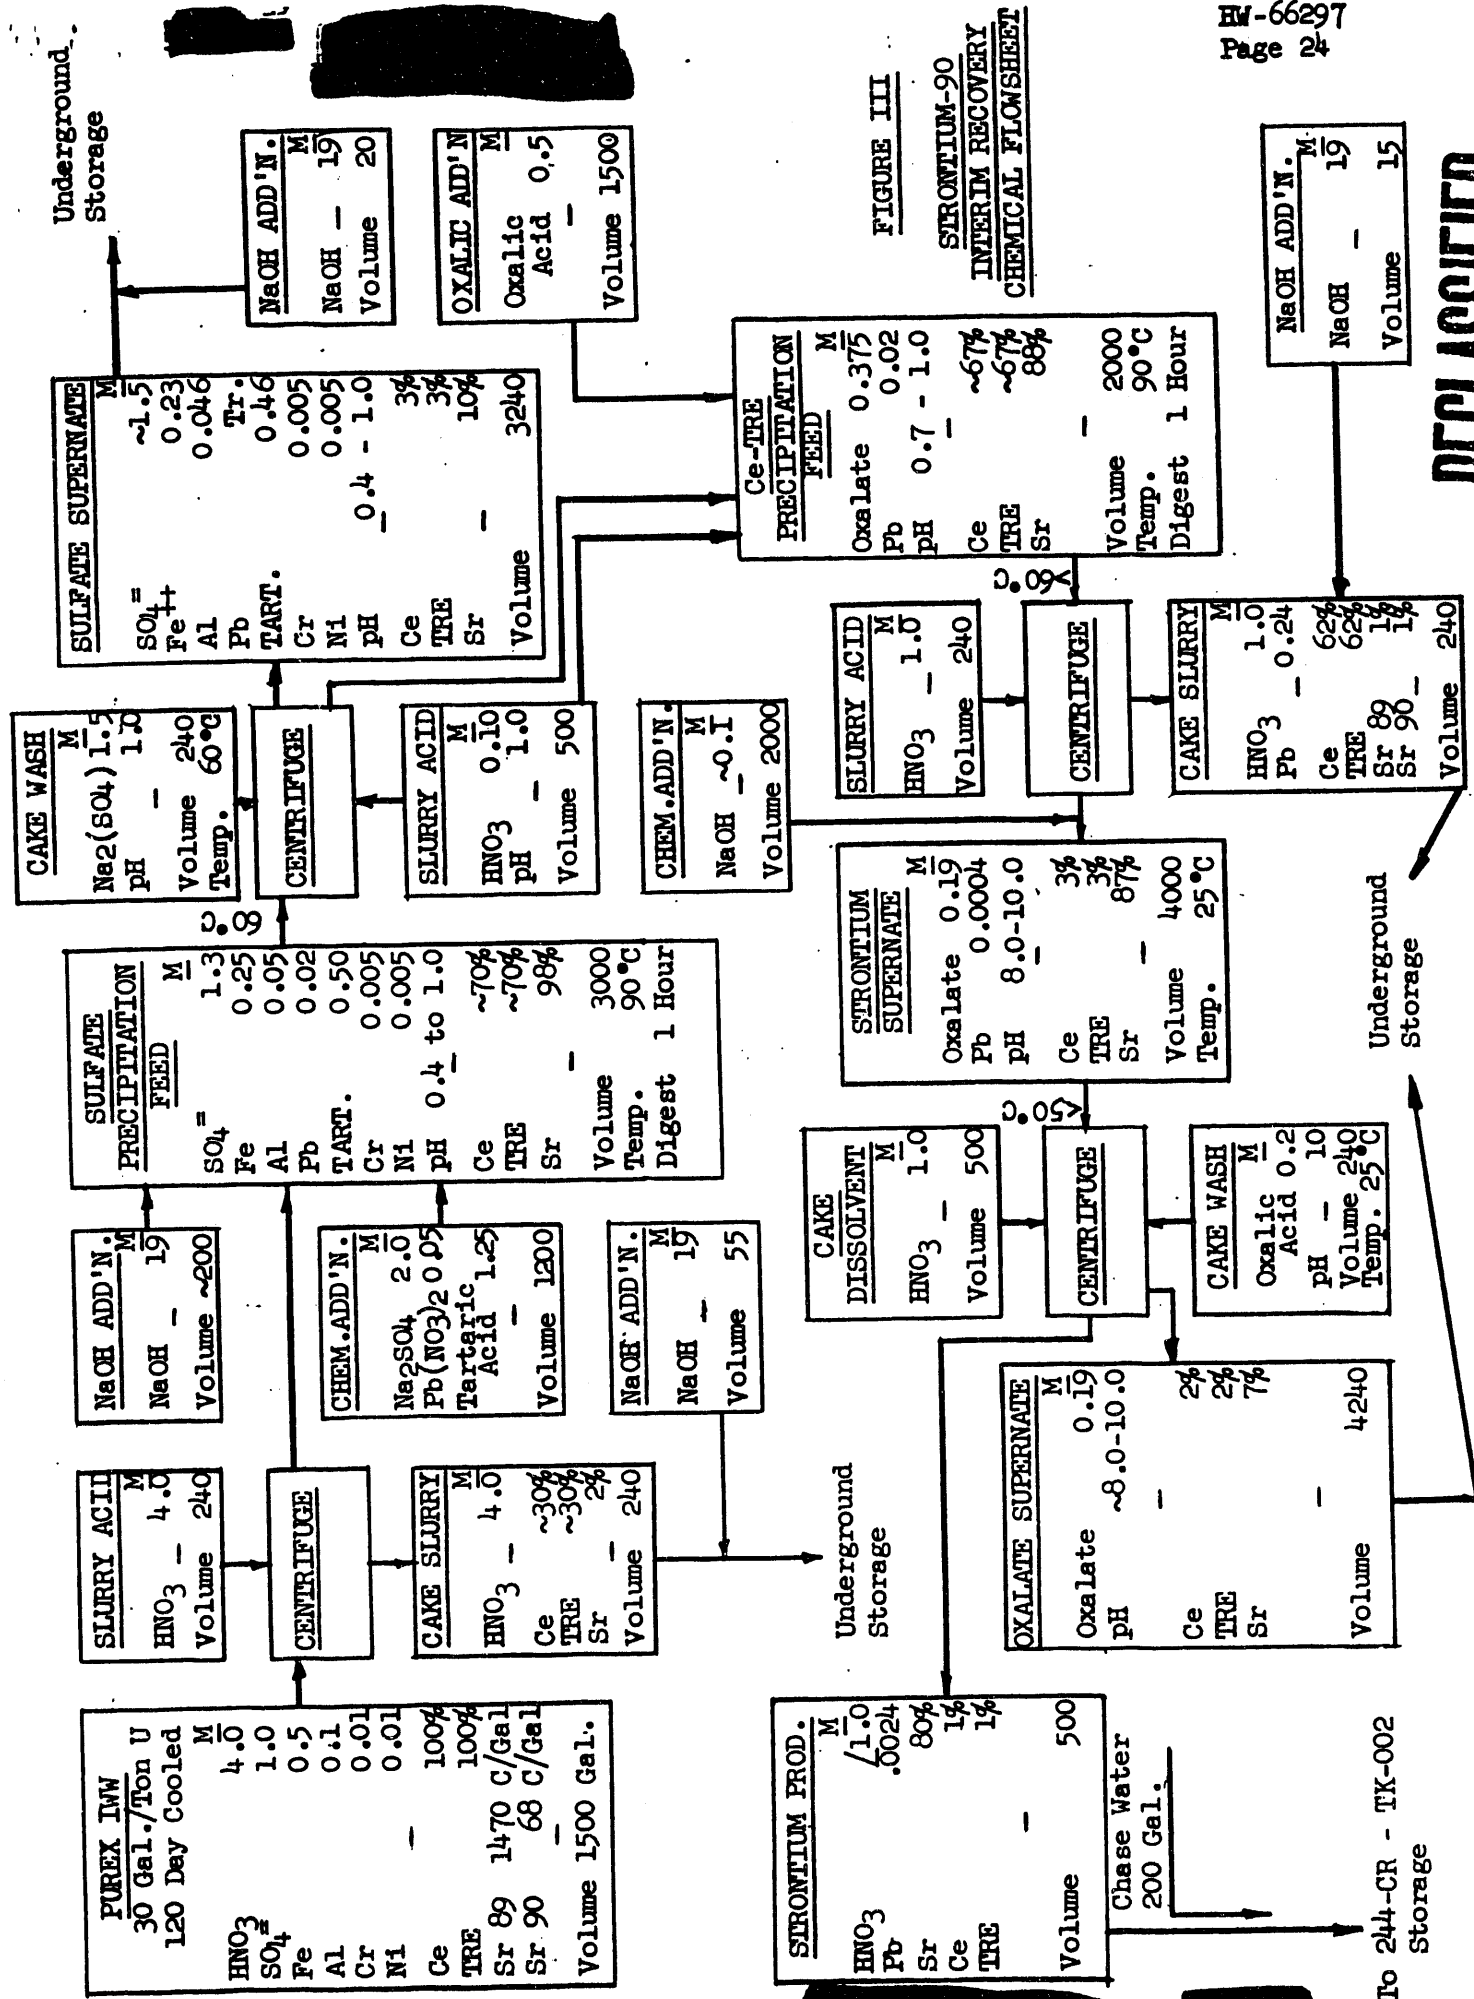 HW-66297
Page 24
PUREX IWW
30 Gal./Ton U
120 Day Cooled
M
HNO3 4.0
SO4= 1.0
Fe 0.5
Al 0.1
Cr 0.01
Ni 0.01
Ce 100%
TRE 100%
Sr 89 1470 C/Gal
Sr 90 68 C/Gal
Volume 1500 Gal.
SLURRY ACID
M
HNO3 4.0
Volume 240
CENTRIFUGE
CAKE SLURRY
M
HNO3 4.0
Ce ~30%
TRE ~30%
Sr 2%
Volume 240
NaOH ADD'N.
M
NaOH 19
Volume ~200
CHEM.ADD'N.
M
Na2SO4 2.0
Pb(NO3)2 0.05
Tartaric
Acid 1.25
Volume 1200
NaOH ADD'N.
M
NaOH 19
Volume 55
Underground
Storage
SULFATE
PRECIPITATION
FEED
M
SO4= 1.3
Fe 0.25
Al 0.05
Pb 0.02
TART. 0.50
Cr 0.005
Ni 0.005
pH 0.4 to 1.0
Ce ~70%
TRE ~70%
Sr 98%
Volume 3000
Temp. 90°C
Digest 1 Hour
60°C
CAKE WASH
M
Na2(SO4) 1.5
pH 1.0
Volume 240
Temp. 60°C
CENTRIFUGE
SLURRY ACID
M
HNO3 0.10
pH 1.0
Volume 500
SULFATE SUPERNATE
M
SO4= ~1.5
Fe++ 0.23
Al 0.046
Pb Tr.
TART. 0.46
Cr 0.005
Ni 0.005
pH 0.4 - 1.0
Ce 3%
TRE 3%
Sr 10%
Volume 3240
Underground
Storage
NaOH ADD'N.
M
NaOH 19
Volume 20
OXALIC ADD'N
M
Oxalic
Acid 0.5
Volume 1500
FIGURE III
STRONTIUM-90
INTERIM RECOVERY
CHEMICAL FLOWSHEET
Ce-TRE
PRECIPITATION
FEED
M
Oxalate 0.375
Pb 0.02
pH 0.7 - 1.0
Ce ~67%
TRE ~67%
Sr 88%
Volume 2000
Temp. 90°C
Digest 1 Hour
>60°C
SLURRY ACID
M
HNO3 1.0
Volume 240
CENTRIFUGE
CAKE SLURRY
M
HNO3 1.0
Pb 0.24
Ce 62%
TRE 62%
Sr 89 1%
Sr 90 1%
Volume 240
NaOH ADD'N.
M
NaOH 19
Volume 15
CHEM.ADD'N.
M
NaOH ~0.1
Volume 2000
STRONTIUM
SUPERNATE
M
Oxalate 0.19
Pb 0.0004
pH 8.0-10.0
Ce 3%
TRE 3%
Sr 87%
Volume 4000
Temp. 25°C
<50°C
CAKE
DISSOLVENT
M
HNO3 1.0
Volume 500
CENTRIFUGE
CAKE WASH
M
Oxalic
Acid 0.2
pH 10
Volume 240
Temp. 25°C
Underground
Storage
OXALATE SUPERNATE
M
Oxalate 0.19
pH ~8.0-10.0
Ce 2%
TRE 2%
Sr 7%
Volume 4240
STRONTIUM PROD.
M
HNO3 1.0
Pb .0024
Sr 80%
Ce 1%
TRE 1%
Volume 500
Chase Water
200 Gal.
To 244-CR - TK-002
Storage